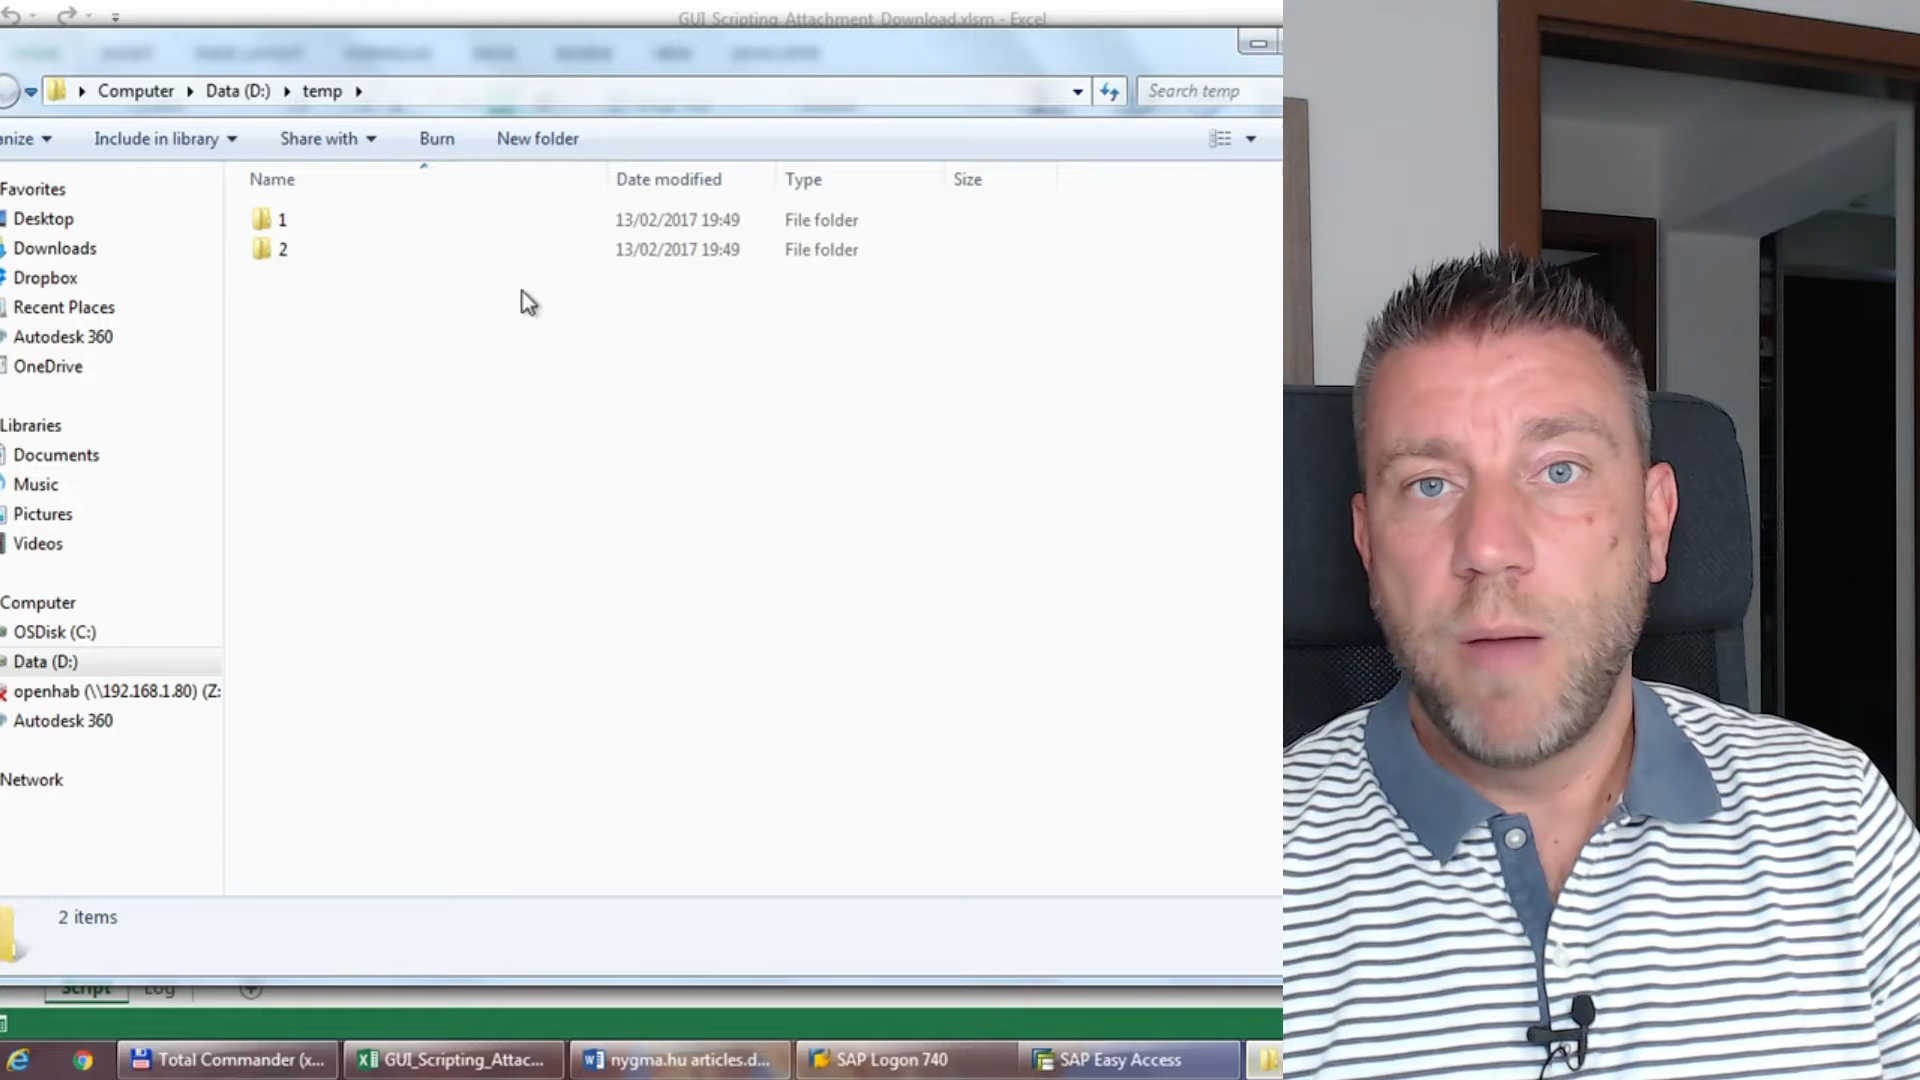 GUI_Scripting_Attachment_Download.xlsm - Excel
Computer Data (D:) temp
Search temp
anize Include in library Share with Burn New folder
Name Date modified Type Size
1 13/02/2017 19:49 File folder
2 13/02/2017 19:49 File folder
Favorites
Desktop
Downloads
Dropbox
Recent Places
Autodesk 360
OneDrive
Libraries
Documents
Music
Pictures
Videos
Computer
OSDisk (C:)
Data (D:)
openhab (\\192.168.1.80) (Z:
Autodesk 360
Network
2 items
Script Log
Total Commander (x... GUI_Scripting_Attac... nygma.hu articles.d... SAP Logon 740 SAP Easy Access